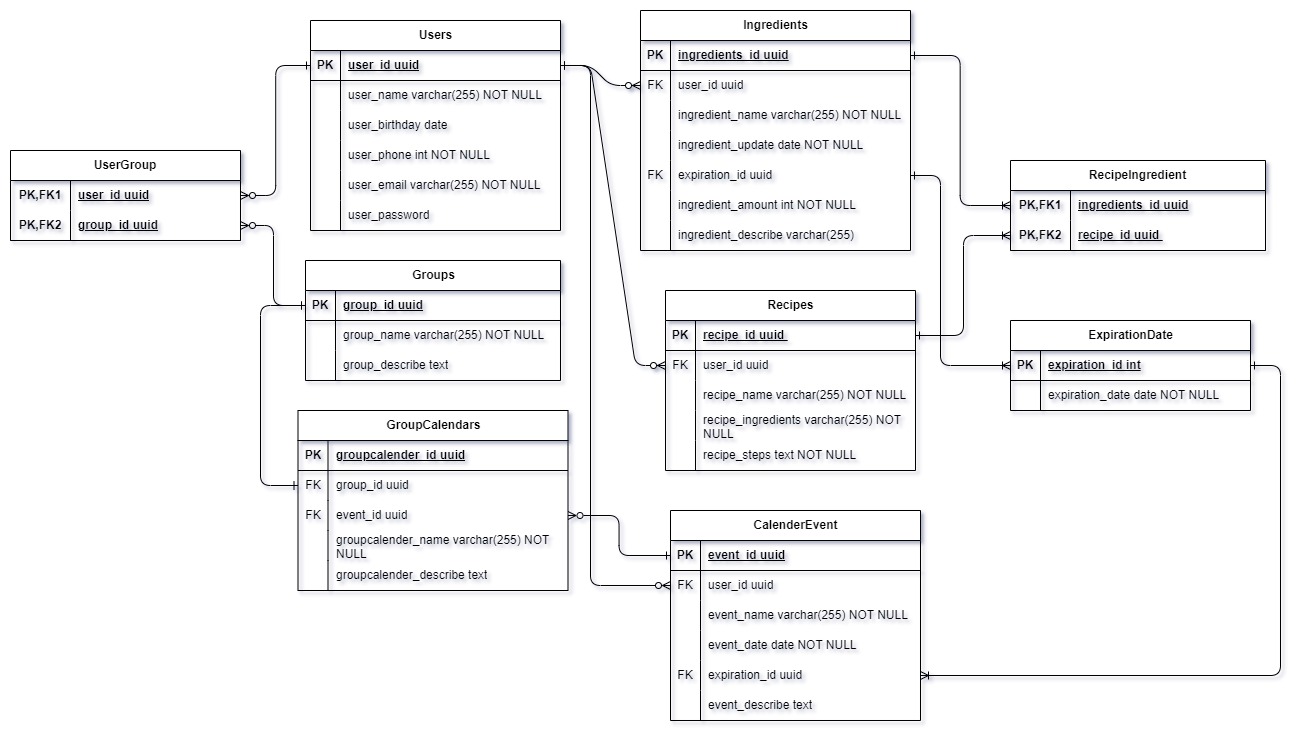 Users
PK user_id uuid
user_name varchar(255) NOT NULL
user_birthday date
user_phone int NOT NULL
user_email varchar(255) NOT NULL
user_password
Ingredients
PK ingredients_id uuid
FK user_id uuid
ingredient_name varchar(255) NOT NULL
ingredient_update date NOT NULL
FK expiration_id uuid
ingredient_amount int NOT NULL
ingredient_describe varchar(255)
UserGroup
PK,FK1 user_id uuid
PK,FK2 group_id uuid
RecipeIngredient
PK,FK1 ingredients_id uuid
PK,FK2 recipe_id uuid
Groups
PK group_id uuid
group_name varchar(255) NOT NULL
group_describe text
Recipes
PK recipe_id uuid
FK user_id uuid
recipe_name varchar(255) NOT NULL
recipe_ingredients varchar(255) NOT
NULL
recipe_steps text NOT NULL
ExpirationDate
PK expiration_id int
expiration_date date NOT NULL
GroupCalendars
PK groupcalender_id uuid
FK group_id uuid
FK event_id uuid
groupcalender_name varchar(255) NOT
NULL
groupcalender_describe text
CalenderEvent
PK event_id uuid
FK user_id uuid
event_name varchar(255) NOT NULL
event_date date NOT NULL
FK expiration_id uuid
event_describe text